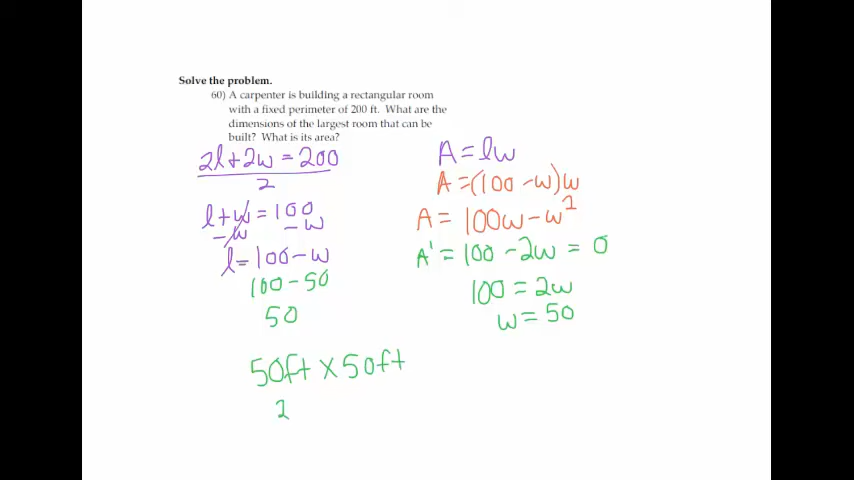 Solve the problem.
60) A carpenter is building a rectangular room
with a fixed perimeter of 200 ft. What are the
dimensions of the largest room that can be
built? What is its area?
2l+2w=200
2
l+w=100
-w -w
l=100-w
100-50
50
A=lw
A=(100-w)w
A=100w-w²
A'=100-2w=0
100=2w
w=50
50ft x 50ft
2